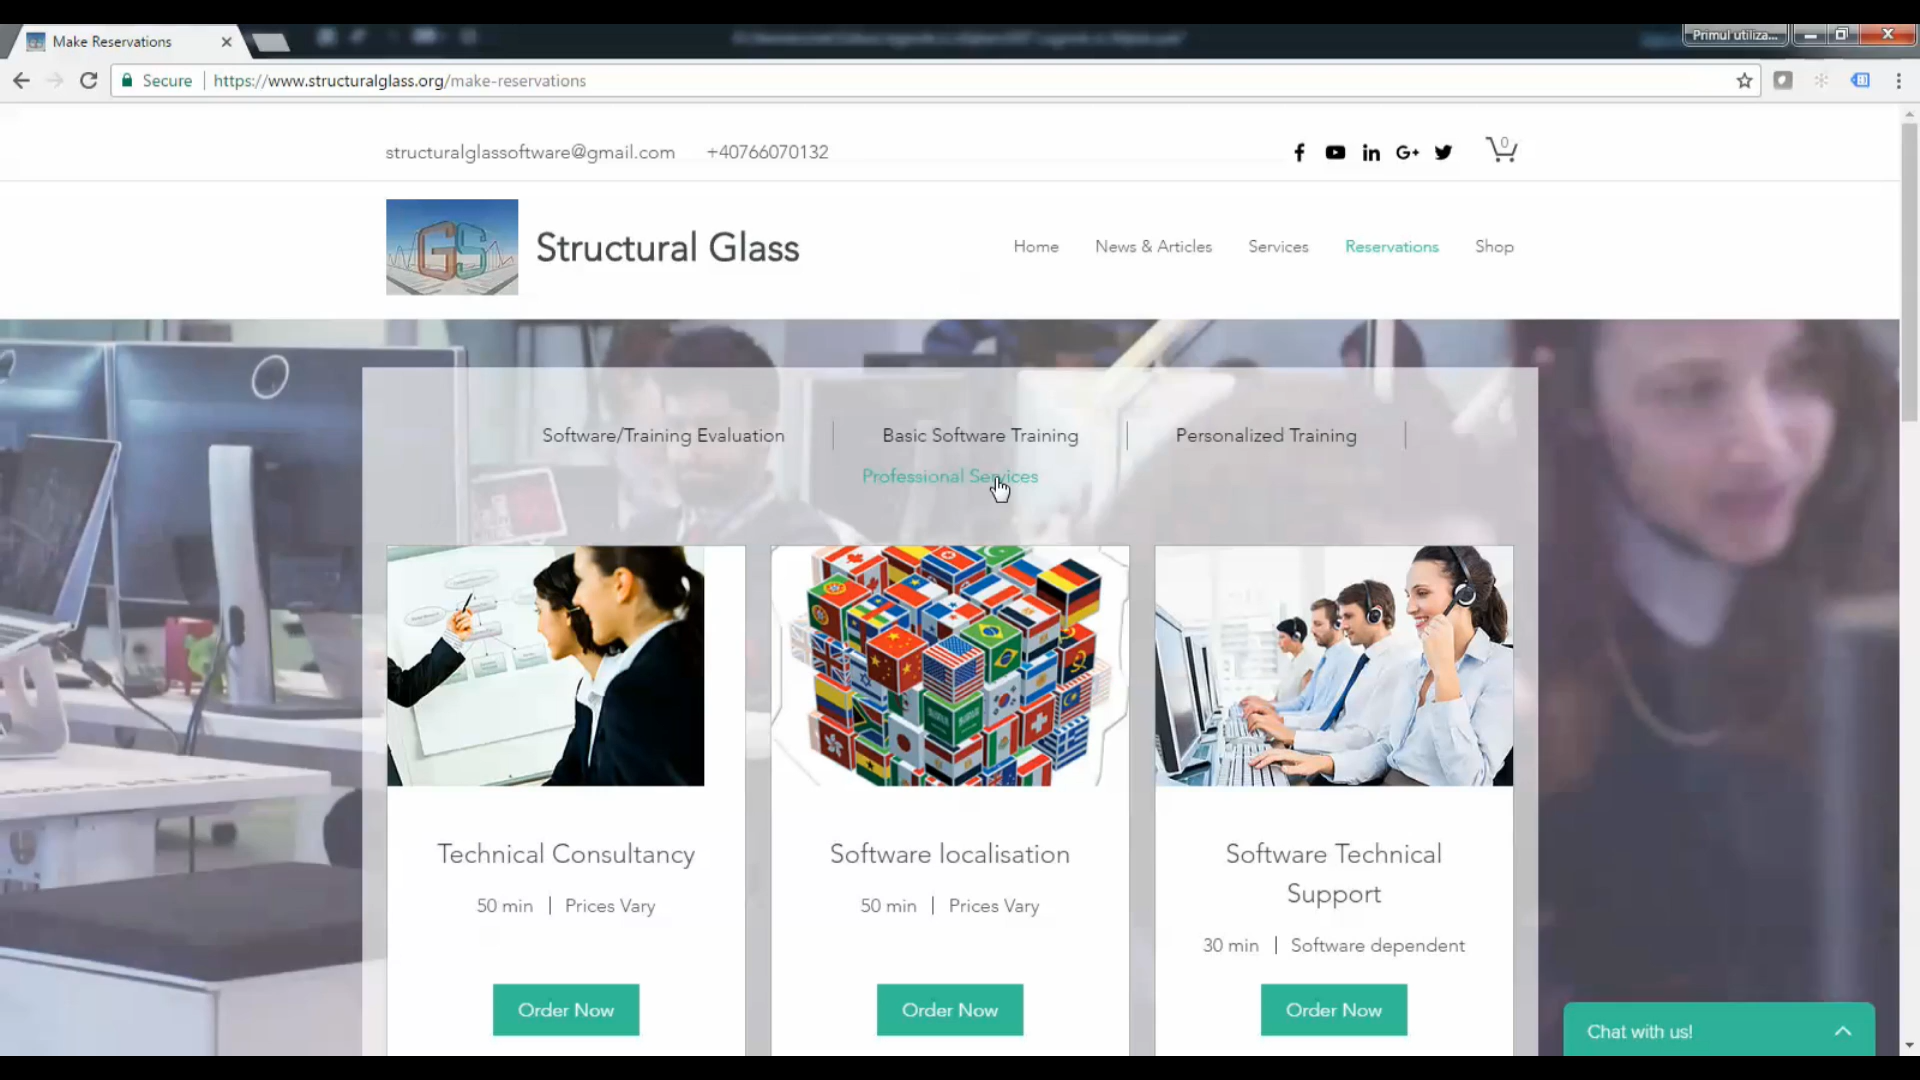 Make Reservations
Primul utiliza...
Secure
https://www.structuralglass.org/make-reservations
structuralglasssoftware@gmail.com +40766070132
0
GS
Structural Glass
Home News & Articles Services Reservations Shop
Software/Training Evaluation Basic Software Training Personalized Training
Professional Services
Technical Consultancy
50 min Prices Vary
Order Now
Software localisation
50 min Prices Vary
Order Now
Software Technical
Support
30 min Software dependent
Order Now
Chat with us!